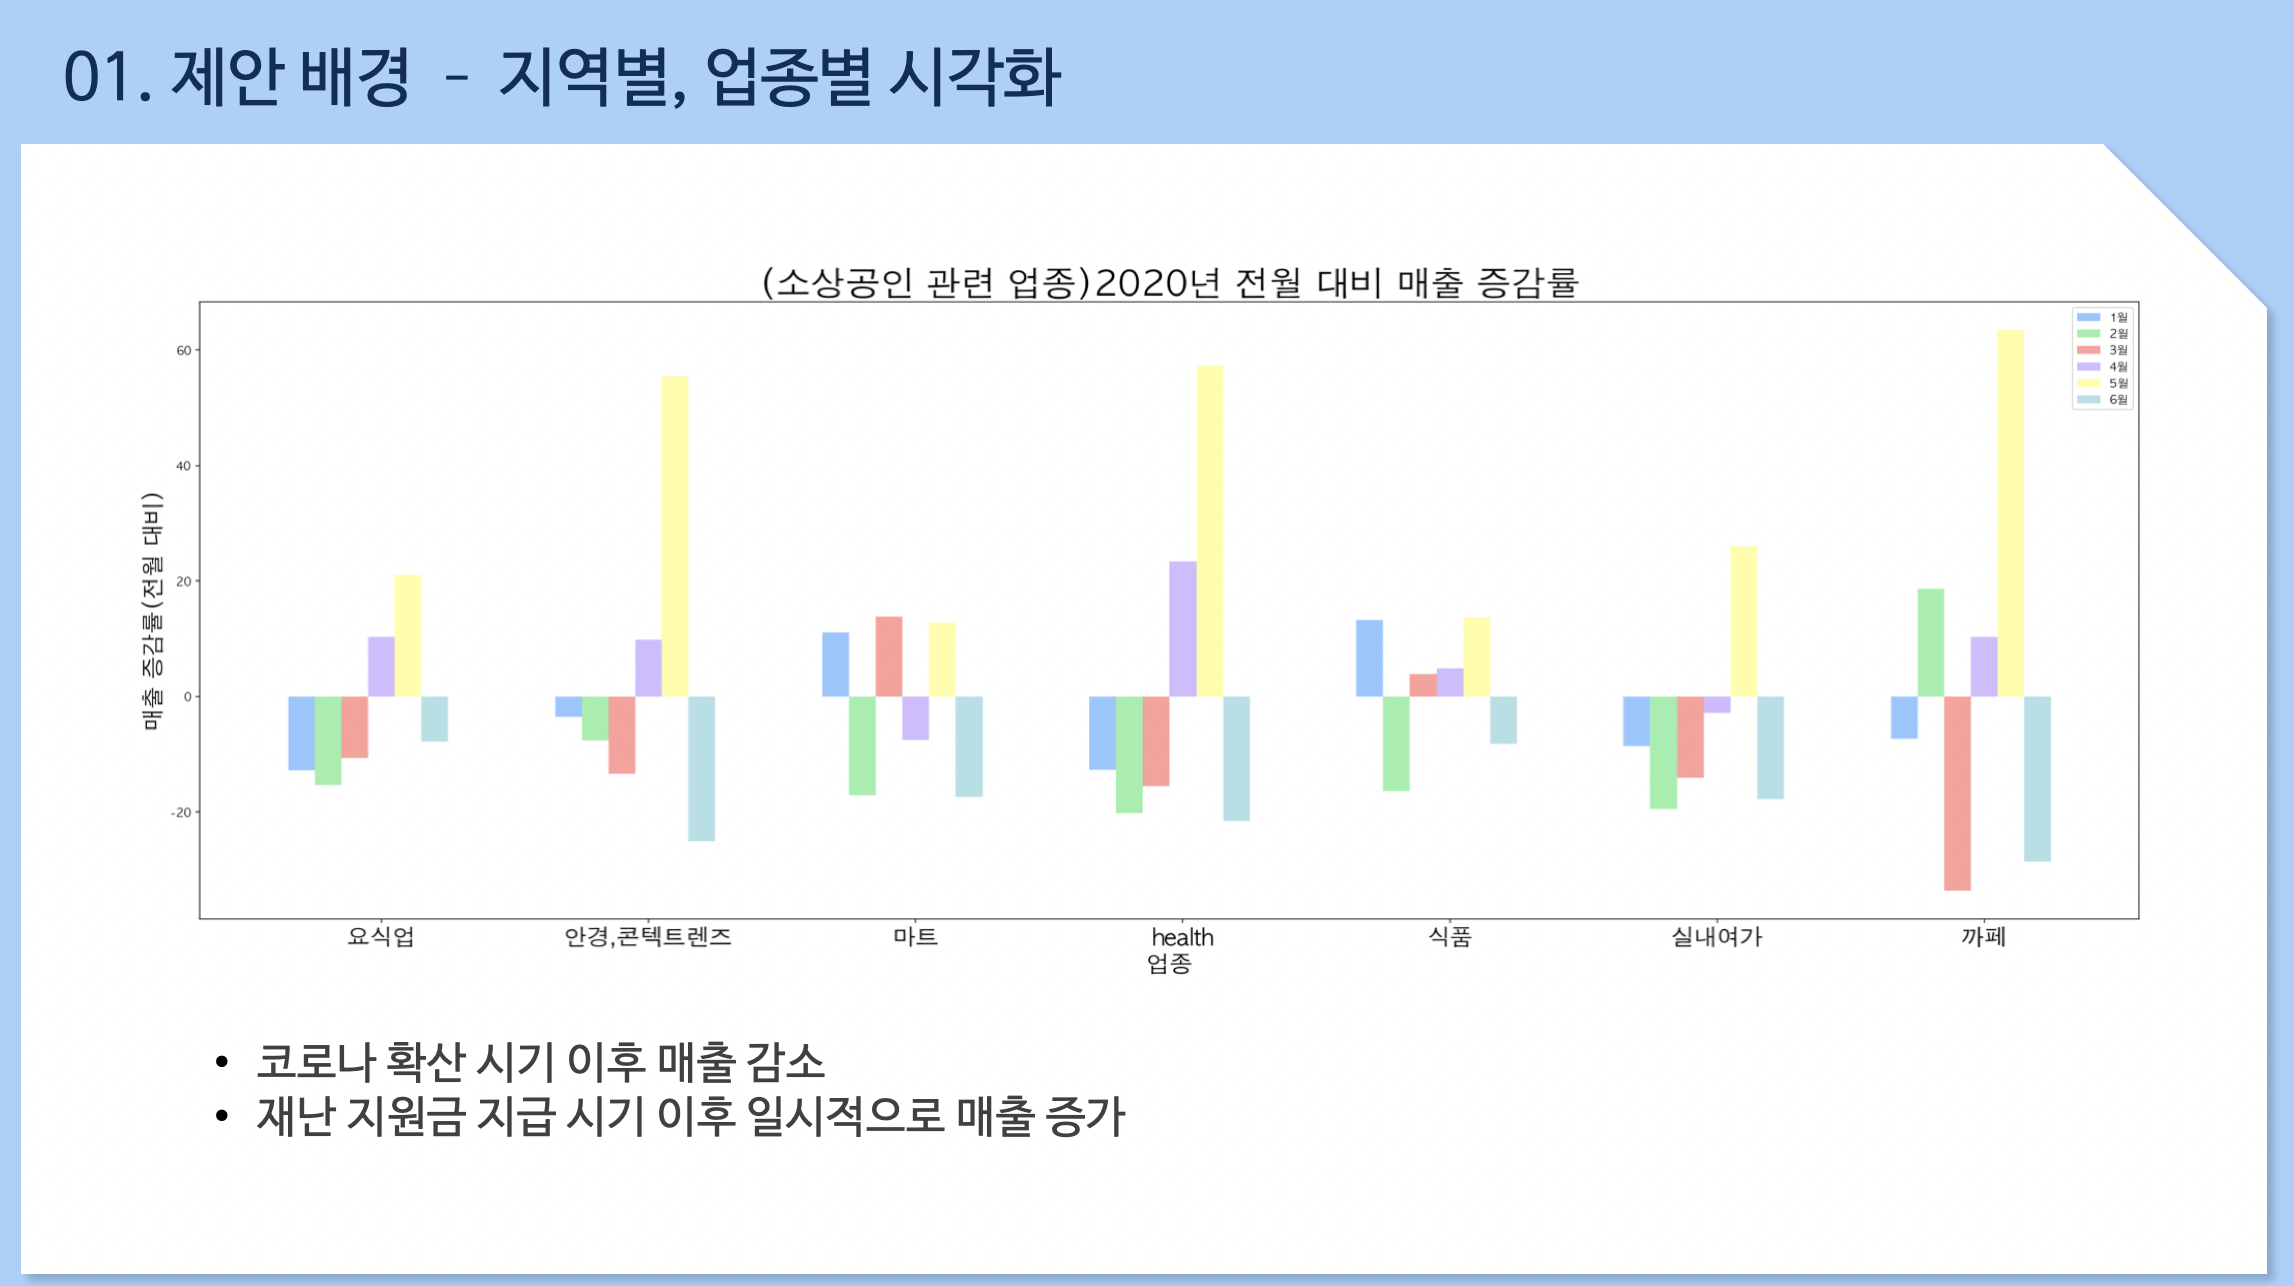 01. 제안 배경 - 지역별, 업종별 시각화
(소상공인 관련 업종)2020년 전월 대비 매출 증감률
1월
2월
3월
4월
5월
6월
매출 증감률(전월 대비)
60
40
20
0
-20
요식업 안경,콘텍트렌즈 마트 health 식품 실내여가 까페
업종
• 코로나 확산 시기 이후 매출 감소
• 재난 지원금 지급 시기 이후 일시적으로 매출 증가